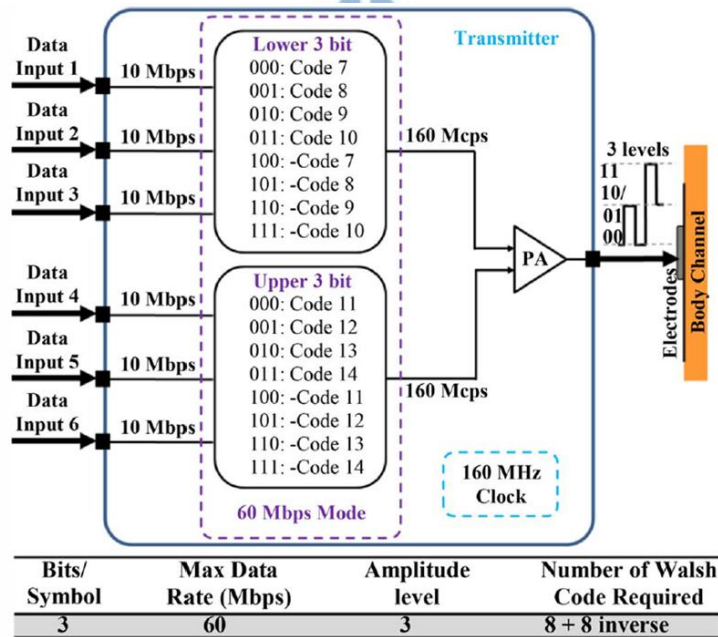 Data
Input 1
10 Mbps
Data
Input 2
10 Mbps
Data
Input 3
10 Mbps
Lower 3 bit
000: Code 7
001: Code 8
010: Code 9
011: Code 10
100: -Code 7
101: -Code 8
110: -Code 9
111: -Code 10
Transmitter
160 Mcps
3 levels
11
10/
01
00
PA
Electrodes
Body Channel
Data
Input 4
10 Mbps
Data
Input 5
10 Mbps
Data
Input 6
10 Mbps
Upper 3 bit
000: Code 11
001: Code 12
010: Code 13
011: Code 14
100: -Code 11
101: -Code 12
110: -Code 13
111: -Code 14
160 Mcps
60 Mbps Mode
160 MHz
Clock
Bits/
Symbol
Max Data
Rate (Mbps)
Amplitude
level
Number of Walsh
Code Required
3
60
3
8 + 8 inverse